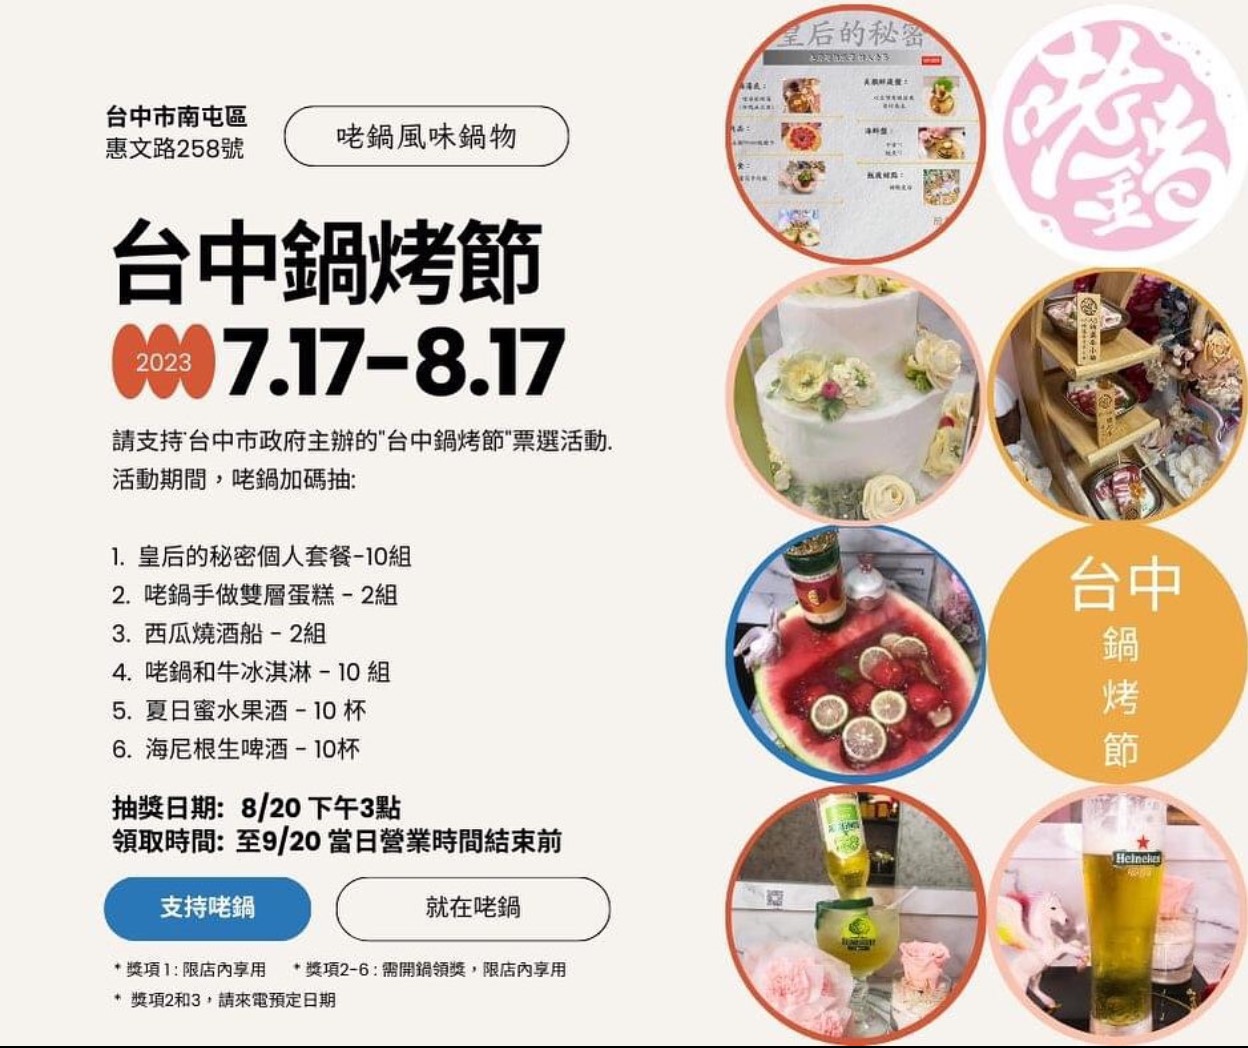 台中市南屯區
惠文路258號
咾鍋風味鍋物
台中鍋烤節
2023
7.17-8.17
請支持台中市政府主辦的"台中鍋烤節"票選活動.
活動期間，咾鍋加碼抽:
1. 皇后的秘密個人套餐-10組
2. 咾鍋手做雙層蛋糕 - 2組
3. 西瓜燒酒船 - 2組
4. 咾鍋和牛冰淇淋 - 10 組
5. 夏日蜜水果酒 - 10 杯
6. 海尼根生啤酒 - 10杯
抽獎日期: 8/20 下午3點
領取時間: 至9/20 當日營業時間結束前
支持咾鍋
就在咾鍋
* 獎項 1 : 限店內享用
* 獎項2-6 : 需開鍋領獎，限店內享用
* 獎項2和3，請來電預定日期
皇后的秘密
海鮮盤：
咾鍋
台中
鍋
烤
節
Heineken